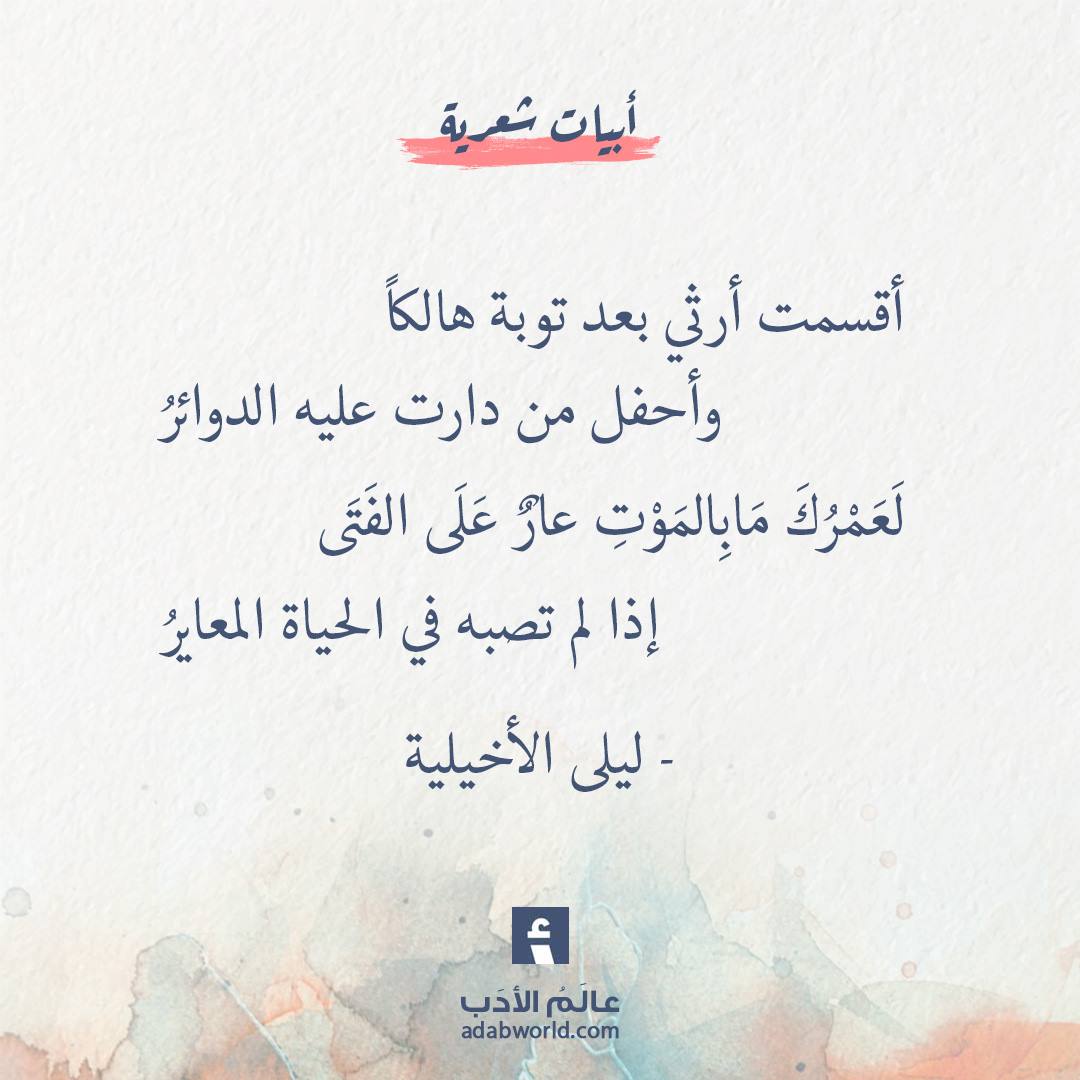 أبيات شعرية
أقسمت أرثي بعد توبة هالكاً
وأحفل من دارت عليه الدوائرُ
لَعَمْرُكَ مَابِالمَوْتِ عارٌ عَلَى الفَتَى
إذا لم تصبه في الحياة المعايرُ
- ليلى الأخيلية
أ
عالَمُ الأدَب
adabworld.com